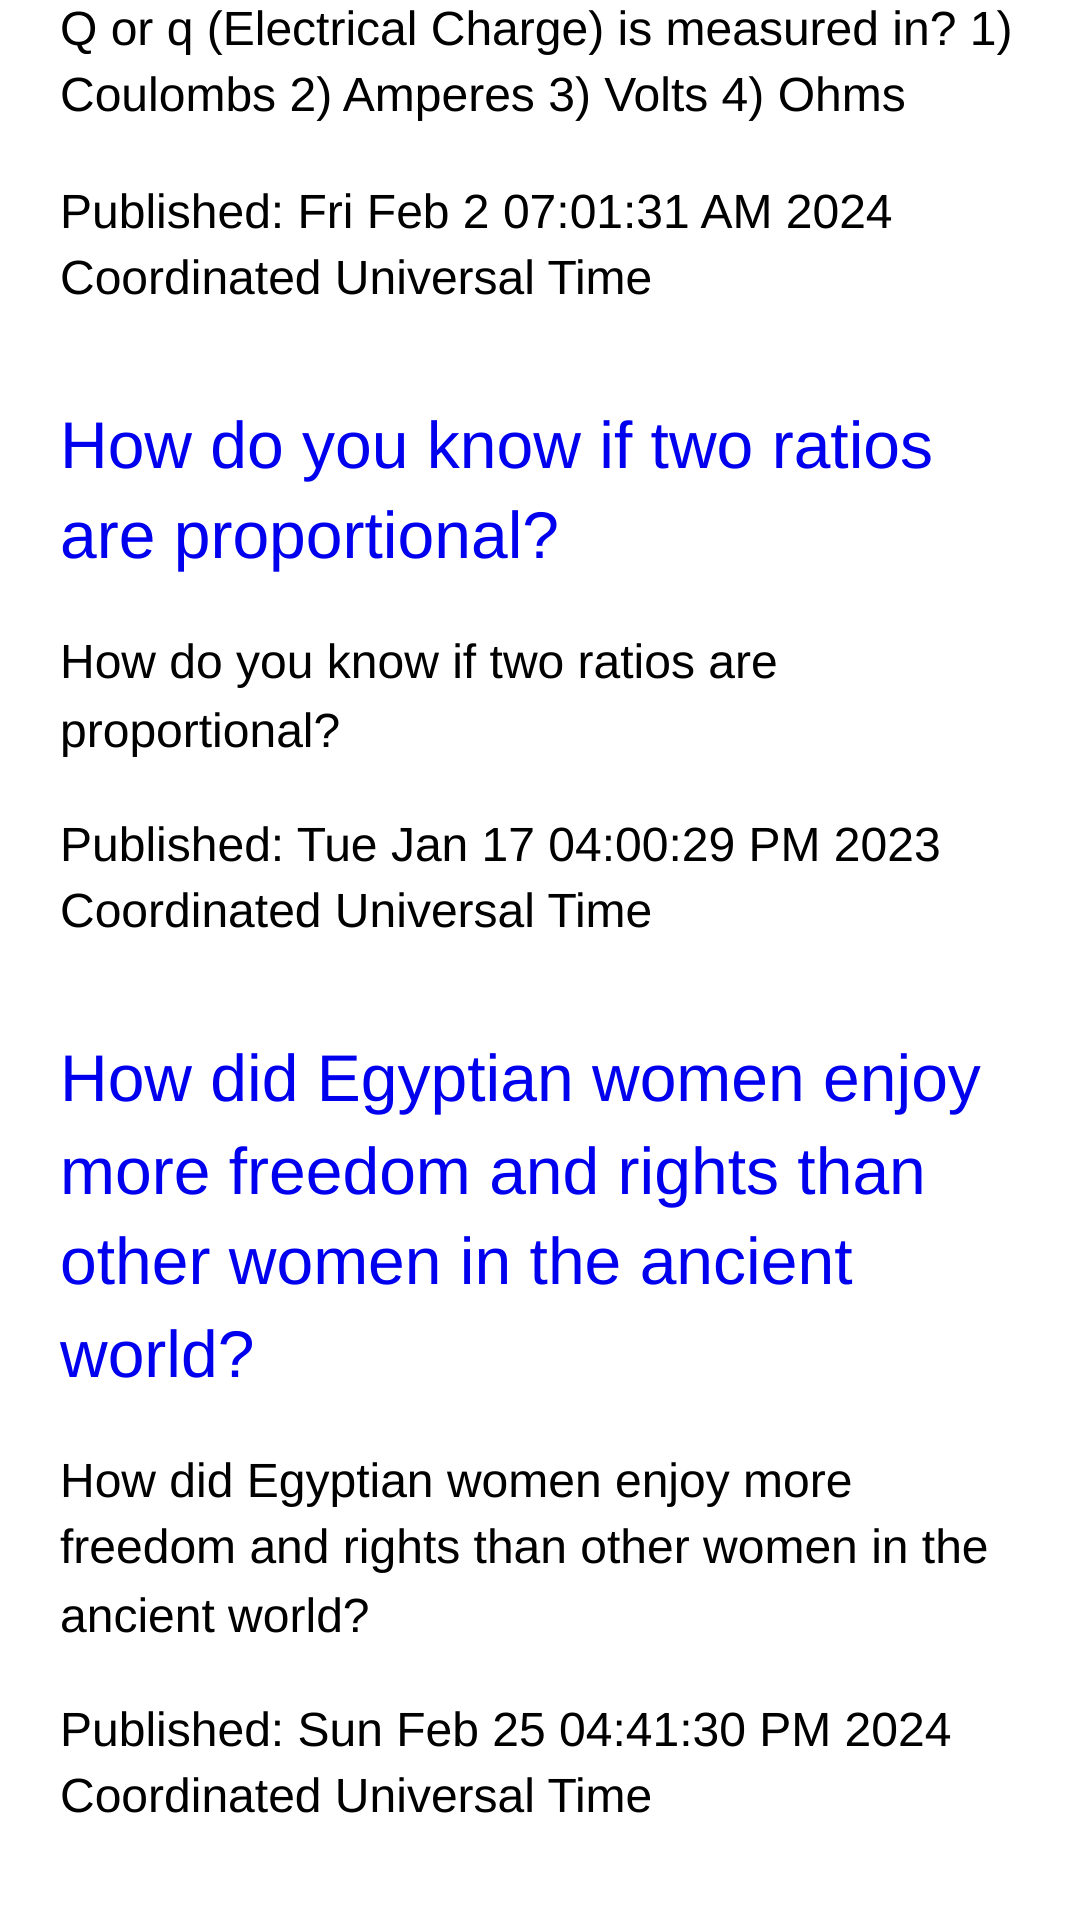 Q or q (Electrical Charge) is measured in? 1)
Coulombs 2) Amperes 3) Volts 4) Ohms
Published: Fri Feb 2 07:01:31 AM 2024
Coordinated Universal Time
How do you know if two ratios
are proportional?
How do you know if two ratios are
proportional?
Published: Tue Jan 17 04:00:29 PM 2023
Coordinated Universal Time
How did Egyptian women enjoy
more freedom and rights than
other women in the ancient
world?
How did Egyptian women enjoy more
freedom and rights than other women in the
ancient world?
Published: Sun Feb 25 04:41:30 PM 2024
Coordinated Universal Time